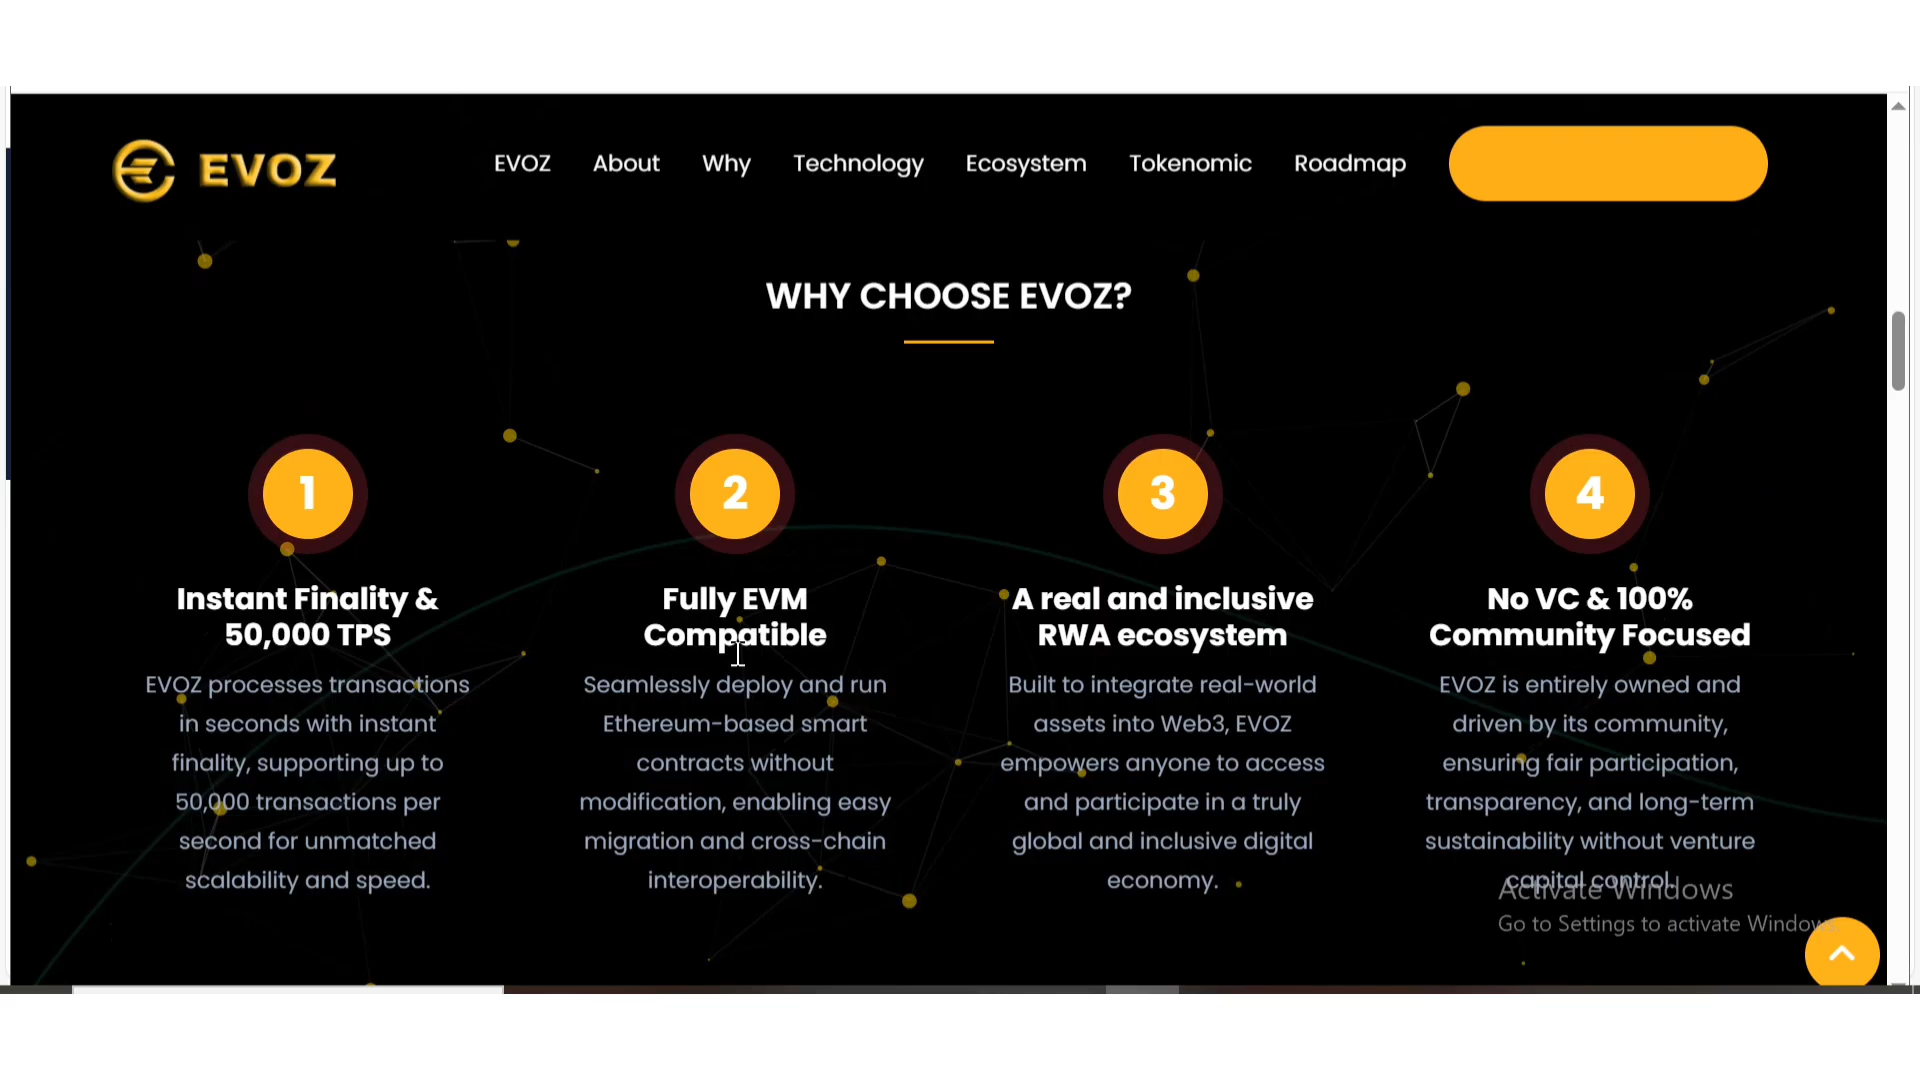 EVOZ
EVOZ About Why Technology Ecosystem Tokenomic Roadmap
WHY CHOOSE EVOZ?
1
Instant Finality &
50,000 TPS
EVOZ processes transactions
in seconds with instant
finality, supporting up to
50,000 transactions per
second for unmatched
scalability and speed.
2
Fully EVM
Compatible
Seamlessly deploy and run
Ethereum-based smart
contracts without
modification, enabling easy
migration and cross-chain
interoperability.
3
A real and inclusive
RWA ecosystem
Built to integrate real-world
assets into Web3, EVOZ
empowers anyone to access
and participate in a truly
global and inclusive digital
economy.
4
No VC & 100%
Community Focused
EVOZ is entirely owned and
driven by its community,
ensuring fair participation,
transparency, and long-term
sustainability without venture
capital control.
Activate Windows
Go to Settings to activate Windows.